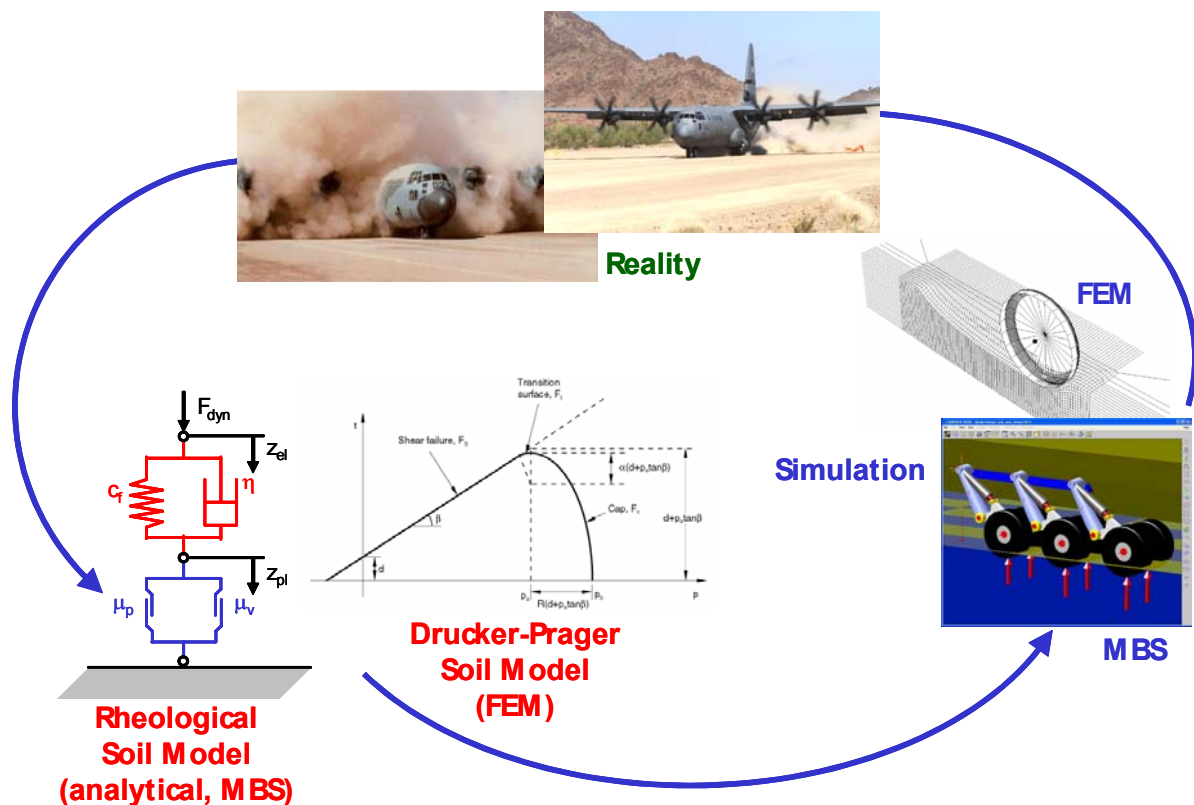 Reality
FEM
Simulation
MBS
F_dyn
z_el
c_f
η
z_pl
μ_p
μ_v
Rheological
Soil Model
(analytical, MBS)
Transition
surface, F_t
t
Shear failure, F_s
α(d+p_a tanβ)
β
Cap, F_c
d+p_a tanβ
d
p_a
p_b
p
R(d+p_a tanβ)
Drucker-Prager
Soil Model
(FEM)